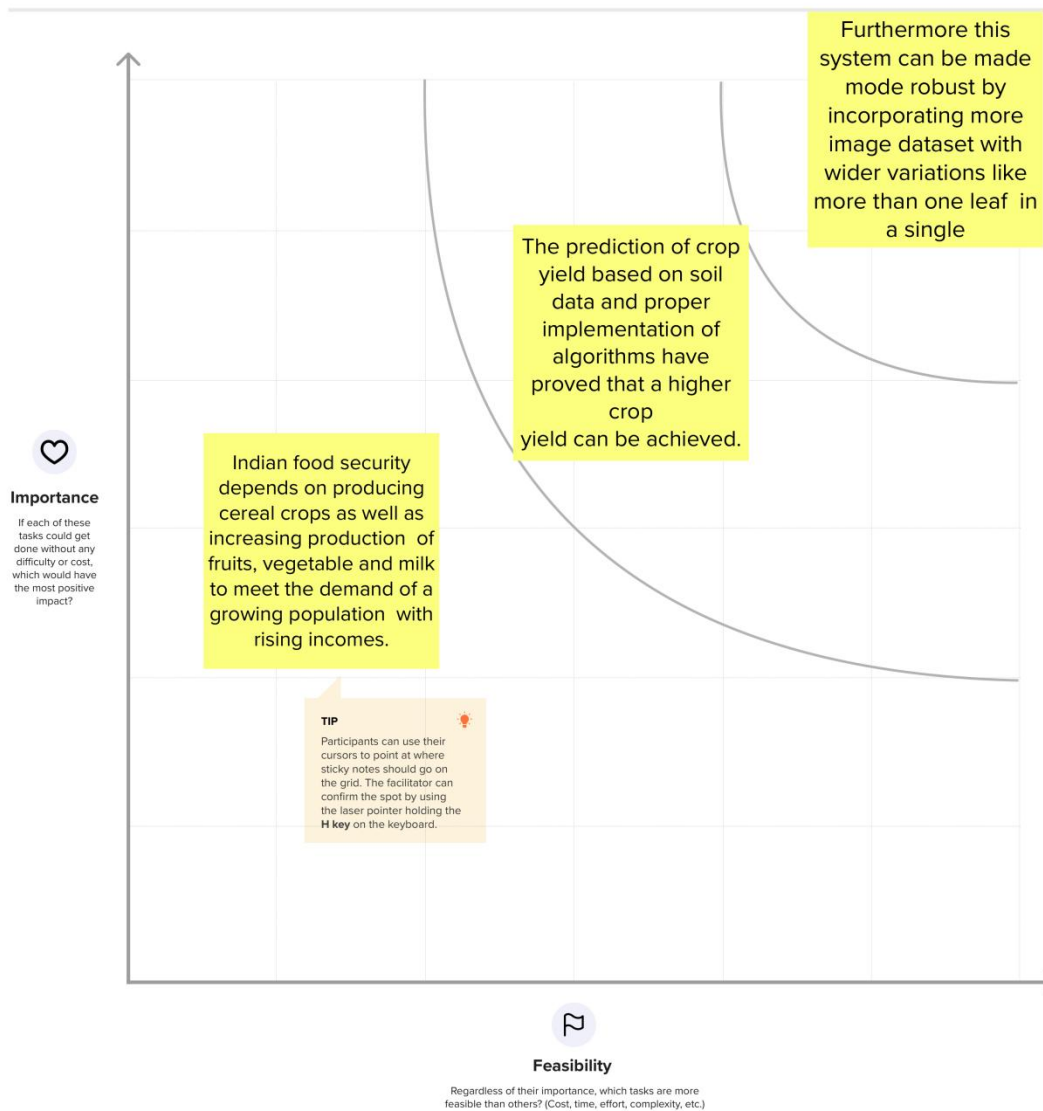 Furthermore this
system can be made
mode robust by
incorporating more
image dataset with
wider variations like
more than one leaf in
a single
The prediction of crop
yield based on soil
data and proper
implementation of
algorithms have
proved that a higher
crop
yield can be achieved.
Indian food security
depends on producing
cereal crops as well as
increasing production of
fruits, vegetable and milk
to meet the demand of a
growing population with
rising incomes.
Importance
If each of these
tasks could get
done without any
difficulty or cost,
which would have
the most positive
impact?
TIP
Participants can use their
cursors to point at where
sticky notes should go on
the grid. The facilitator can
confirm the spot by using
the laser pointer holding the
H key on the keyboard.
Feasibility
Regardless of their importance, which tasks are more
feasible than others? (Cost, time, effort, complexity, etc.)